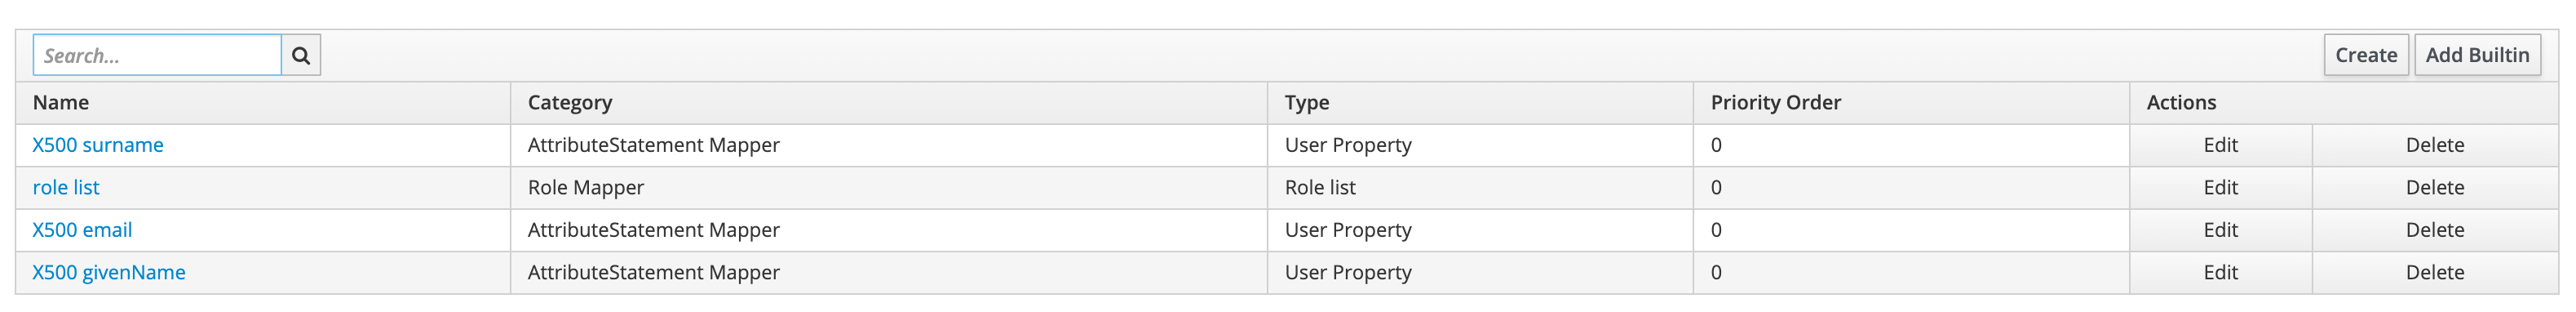 Search...
Create Add Builtin
Name Category Type Priority Order Actions
X500 surname AttributeStatement Mapper User Property 0 Edit Delete
role list Role Mapper Role list 0 Edit Delete
X500 email AttributeStatement Mapper User Property 0 Edit Delete
X500 givenName AttributeStatement Mapper User Property 0 Edit Delete